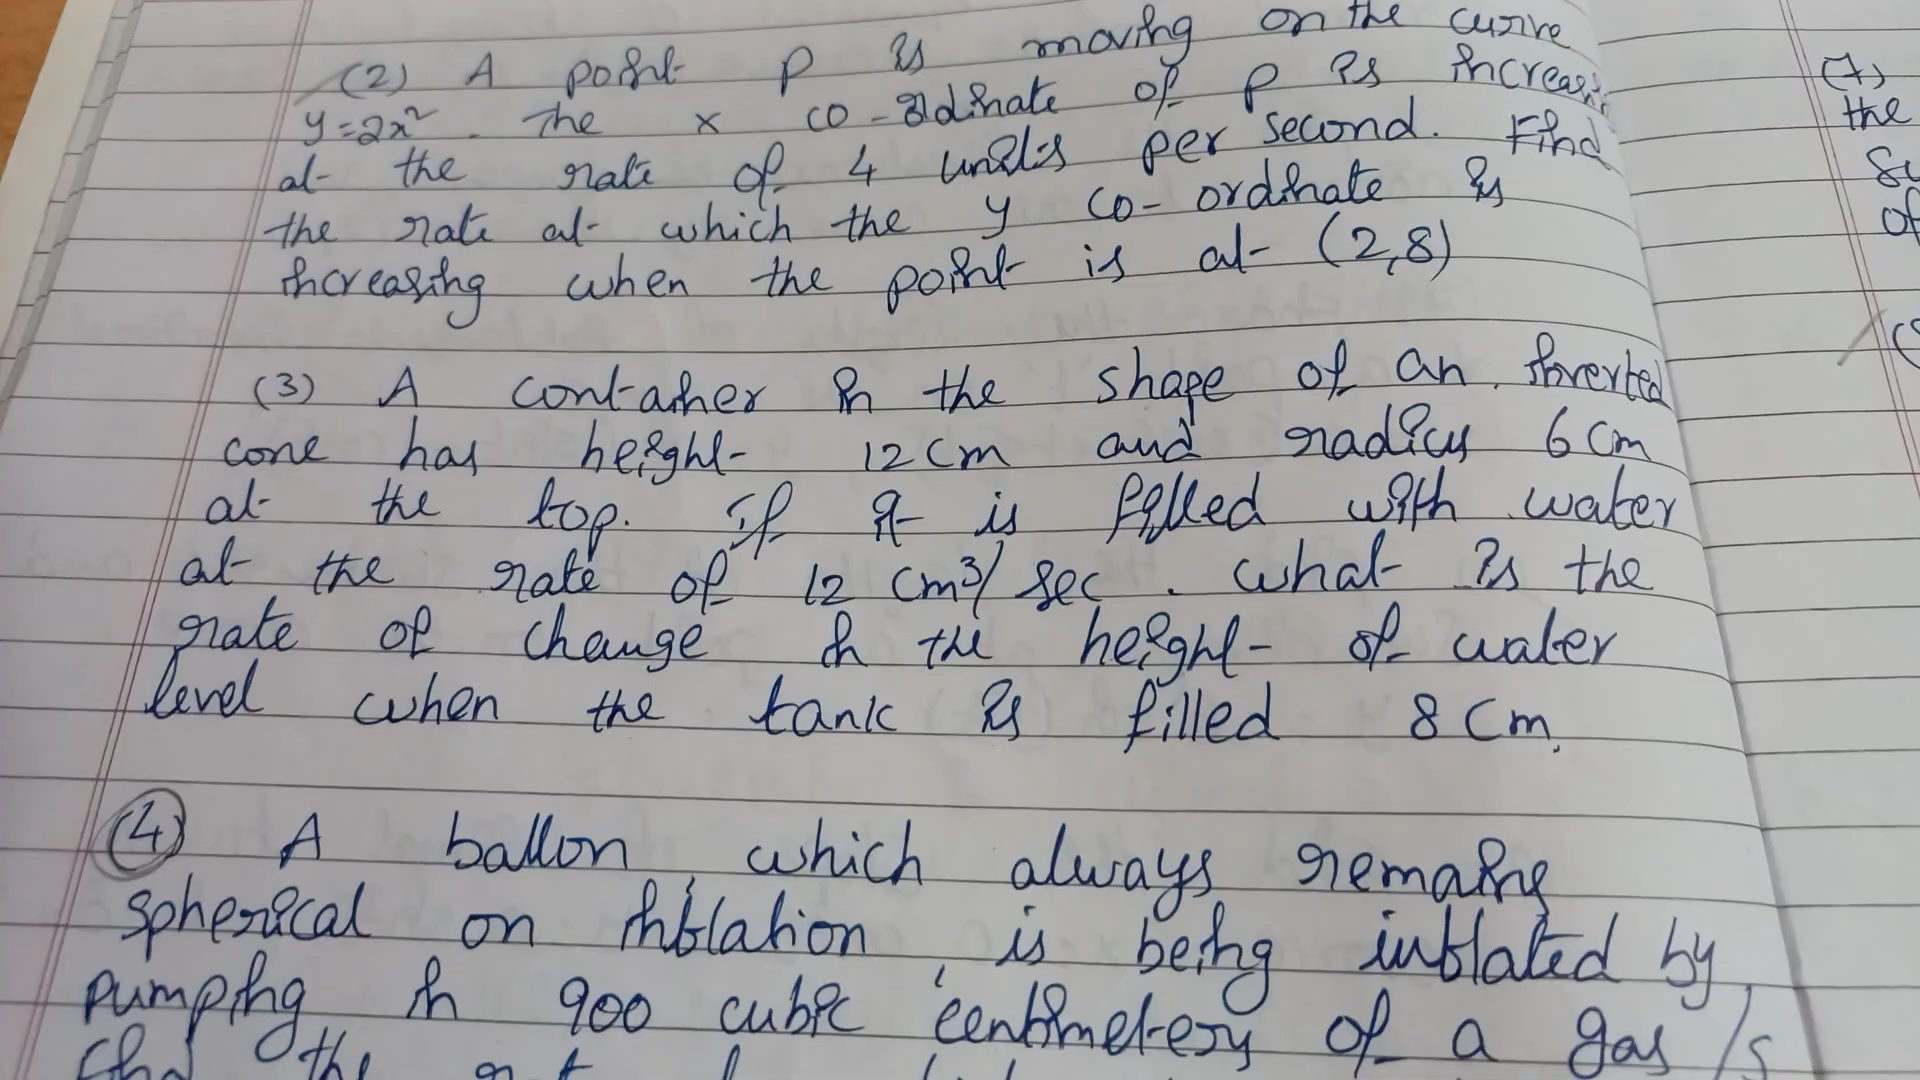 (2) A point P is moving on the curve
y=2x². The x co-ordinate of P is increasi
at the rate of 4 units per second. Find
the rate at which the y co-ordinate is
increasing when the point is at (2,8)
(3) A container in the shape of an inverted
cone has height 12 cm and radius 6 cm
at the top. If it is filled with water
at the rate of 12 cm³/sec. what is the
rate of change in the height of water
level when the tank is filled 8 cm.
(4) A ballon, which always remains
spherical on inflation, is being inflated by
pumping in 900 cubic centimeters of a gas /s
find the
(7)
the
of